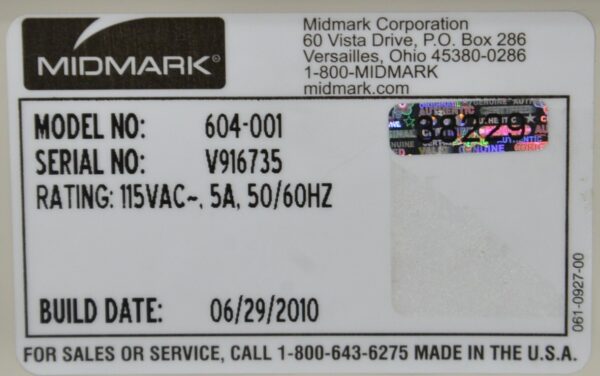 MIDMARK®
Midmark Corporation
60 Vista Drive, P.O. Box 286
Versailles, Ohio 45380-0286
1-800-MIDMARK
midmark.com
MODEL NO: 604-001
SERIAL NO: V916735
RATING: 115VAC~, 5A, 50/60HZ
BUILD DATE: 06/29/2010
GENUINE AUTHENTIC
061-0927-00
FOR SALES OR SERVICE, CALL 1-800-643-6275 MADE IN THE U.S.A.